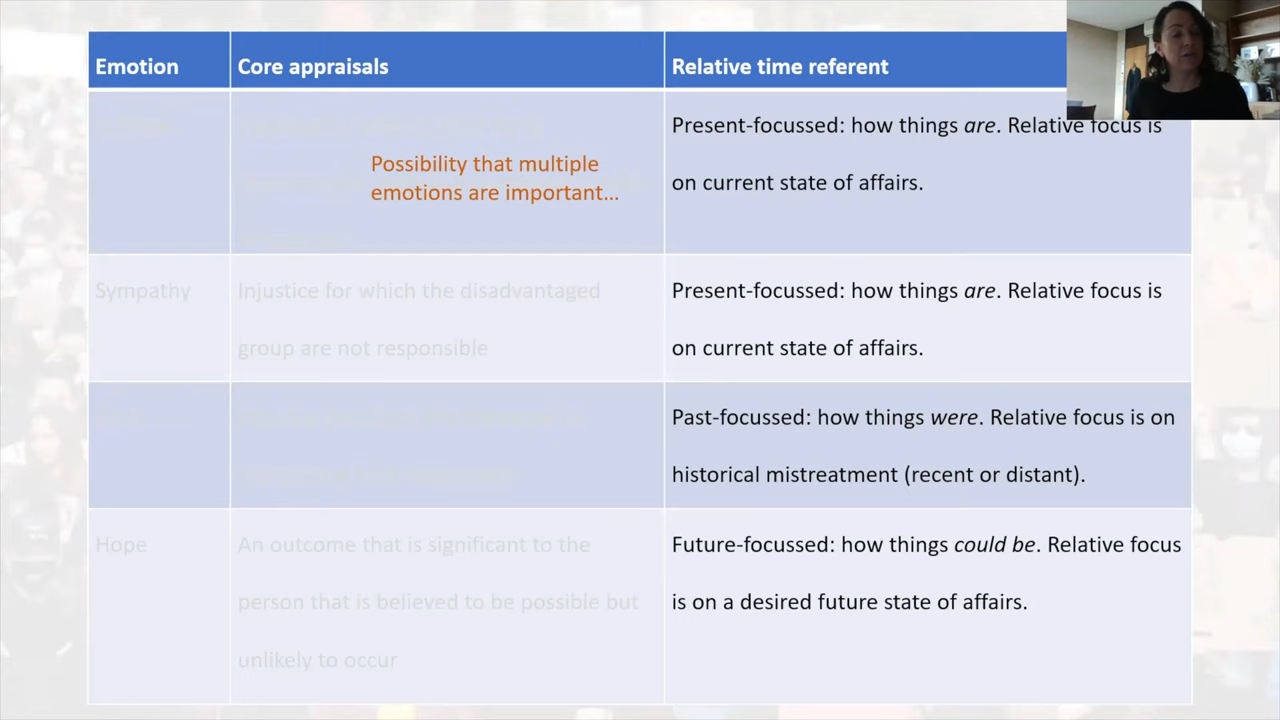 Emotion
Core appraisals
Relative time referent
Possibility that multiple
emotions are important...
Present-focussed: how things are. Relative focus is
on current state of affairs.
Sympathy
Injustice for which the disadvantaged
group are not responsible
Present-focussed: how things are. Relative focus is
on current state of affairs.
Past-focussed: how things were. Relative focus is on
historical mistreatment (recent or distant).
Hope
An outcome that is significant to the
person that is believed to be possible but
unlikely to occur
Future-focussed: how things could be. Relative focus
is on a desired future state of affairs.